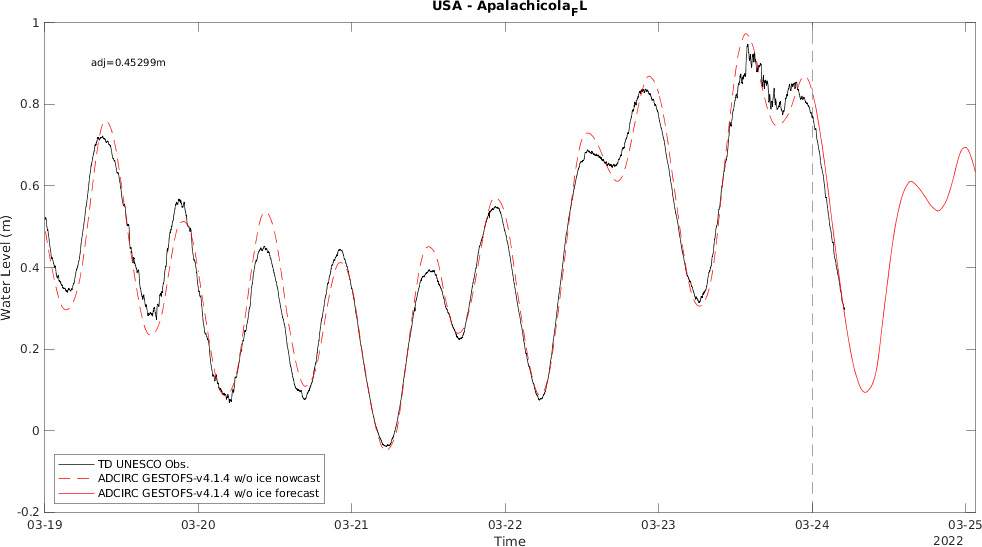 USA - Apalachicola_FL
adj=0.45299m
Water Level (m)
1
0.8
0.6
0.4
0.2
0
-0.2
TD UNESCO Obs.
ADCIRC GESTOFS-v4.1.4 w/o ice nowcast
ADCIRC GESTOFS-v4.1.4 w/o ice forecast
03-19 03-20 03-21 03-22 03-23 03-24 03-25
Time
2022